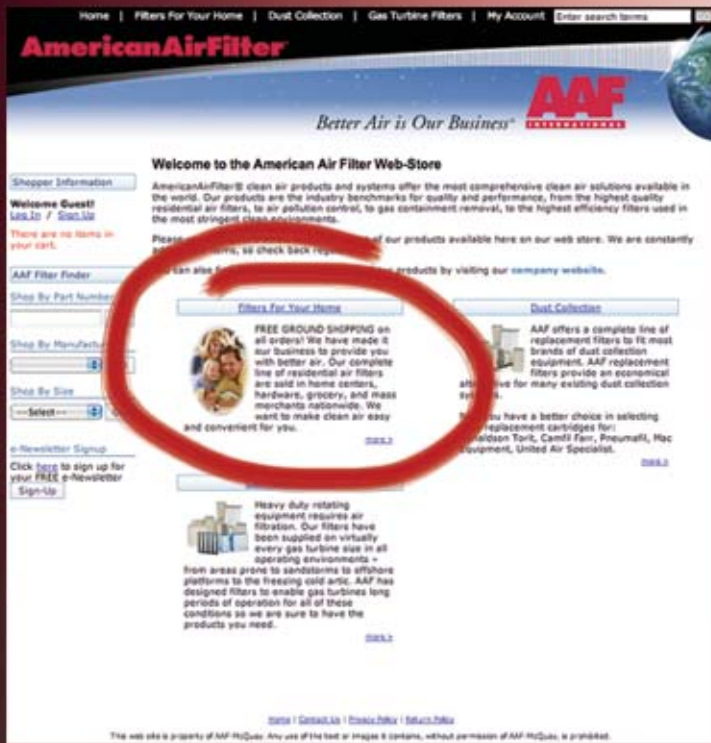 Home | Filters For Your Home | Dust Collection | Gas Turbine Filters | My Account Enter search terms
AmericanAirFilter
AAF
INTERNATIONAL
Better Air is Our Business®
Welcome to the American Air Filter Web-Store
Shopper Information
Welcome Guest!
Log In / Sign Up
There are no items in
your cart.
AAF Filter Finder
Shop By Part Number
Shop By Manufactu
Shop By Size
--Select--
e-Newsletter Signup
Click here to sign up for
your FREE e-Newsletter
Sign-Up
AmericanAirFilter® clean air products and systems offer the most comprehensive clean air solutions available in
the world. Our products are the industry benchmarks for quality and performance, from the highest quality
residential air filters, to air pollution control, to gas containment removal, to the highest efficiency filters used in
the most stringent clean environments.
of our products available here on our web store. We are constantly
so check back
can also products by visiting our company website.
Filters For Your Home
FREE GROUND SHIPPING on
all orders! We have made it
our business to provide you
with better air. Our complete
line of residential air filters
are sold in home centers,
hardware, grocery, and mass
merchants nationwide. We
want to make clean air easy
and convenient for you.
more >
Dust Collection
AAF offers a complete line of
replacement filters to fit most
brands of dust collection
equipment. AAF replacement
filters provide an economical
for many existing dust collection
you have a better choice in selecting
replacement cartridges for:
Donaldson Torit, Camfil Farr, Pneumafil, Mac
Equipment, United Air Specialist.
more >
Heavy duty rotating
equipment requires air
filtration. Our filters have
been supplied on virtually
every gas turbine size in all
operating environments –
from areas prone to sandstorms to offshore
platforms to the freezing cold artic. AAF has
designed filters to enable gas turbines long
periods of operation for all of these
conditions so we are sure to have the
products you need.
more >
Home | Contact Us | Privacy Policy | Return Policy
This web site is property of AAF-McQuay. Any use of the text or images it contains, without permission of AAF-McQuay, is prohibited.